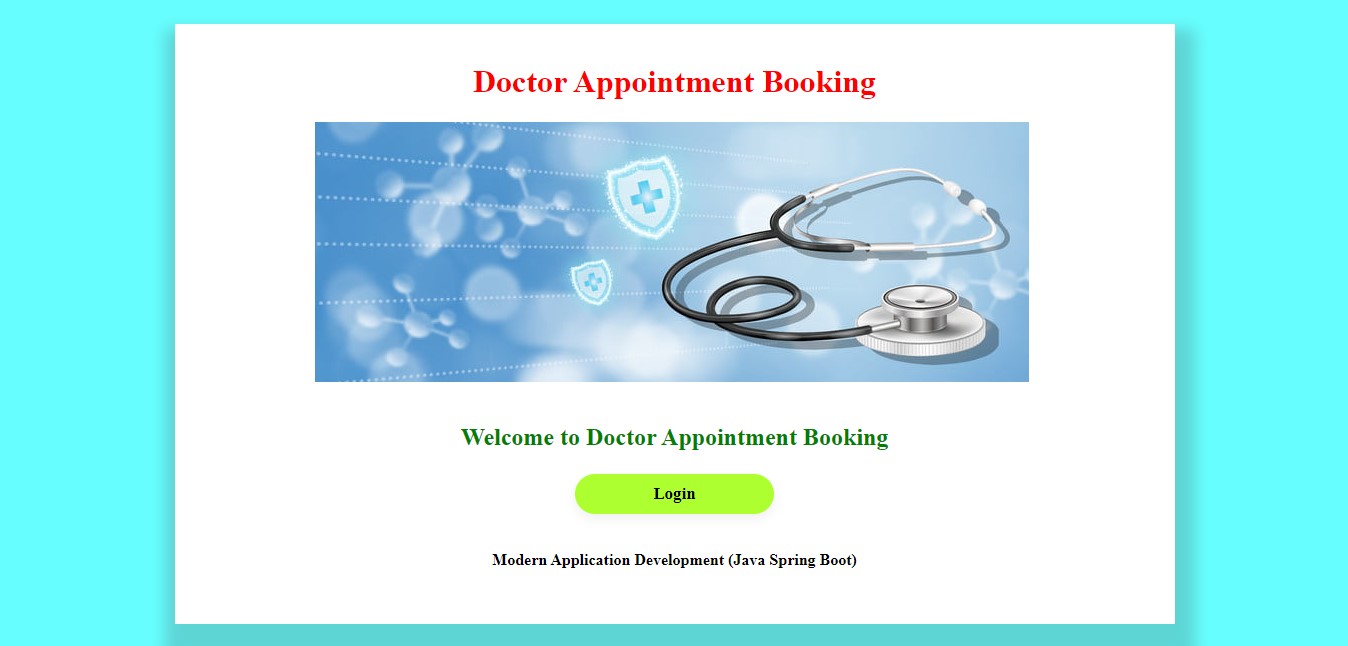 Doctor Appointment Booking
Welcome to Doctor Appointment Booking
Login
Modern Application Development (Java Spring Boot)